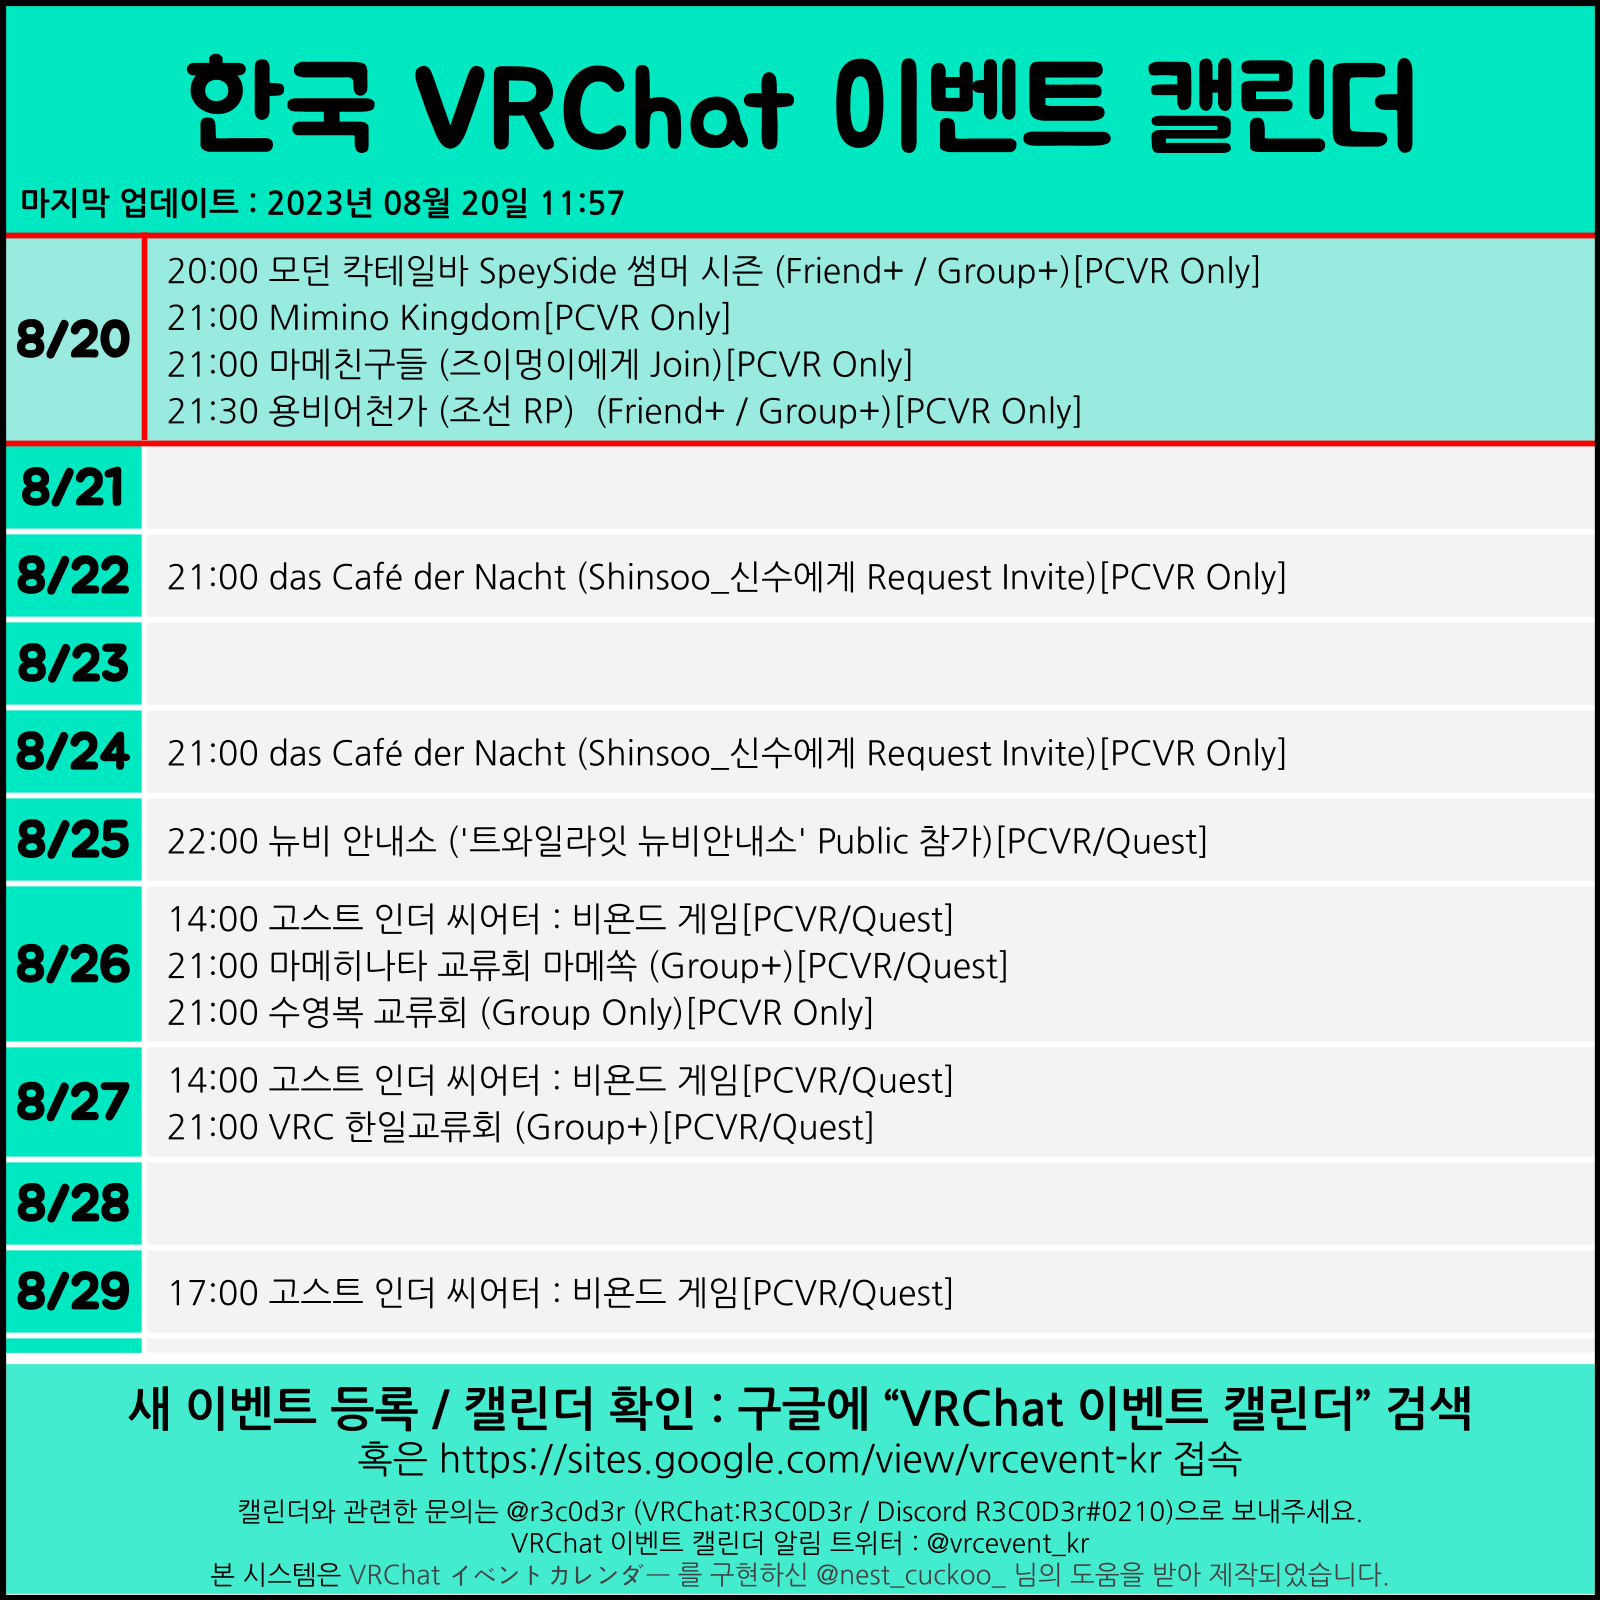 한국 VRChat 이벤트 캘린더
마지막 업데이트 : 2023년 08월 20일 11:57
8/20
20:00 모던 칵테일바 SpeySide 썸머 시즌 (Friend+ / Group+)[PCVR Only]
21:00 Mimino Kingdom[PCVR Only]
21:00 마메친구들 (즈이멍이에게 Join)[PCVR Only]
21:30 용비어천가 (조선 RP)  (Friend+ / Group+)[PCVR Only]
8/21
8/22
21:00 das Café der Nacht (Shinsoo_신수에게 Request Invite)[PCVR Only]
8/23
8/24
21:00 das Café der Nacht (Shinsoo_신수에게 Request Invite)[PCVR Only]
8/25
22:00 뉴비 안내소 ('트와일라잇 뉴비안내소' Public 참가)[PCVR/Quest]
8/26
14:00 고스트 인더 씨어터 : 비욘드 게임[PCVR/Quest]
21:00 마메히나타 교류회 마메쏙 (Group+)[PCVR/Quest]
21:00 수영복 교류회 (Group Only)[PCVR Only]
8/27
14:00 고스트 인더 씨어터 : 비욘드 게임[PCVR/Quest]
21:00 VRC 한일교류회 (Group+)[PCVR/Quest]
8/28
8/29
17:00 고스트 인더 씨어터 : 비욘드 게임[PCVR/Quest]
새 이벤트 등록 / 캘린더 확인 : 구글에 “VRChat 이벤트 캘린더” 검색
혹은 https://sites.google.com/view/vrcevent-kr 접속
캘린더와 관련한 문의는 @r3c0d3r (VRChat:R3C0D3r / Discord R3C0D3r#0210)으로 보내주세요.
VRChat 이벤트 캘린더 알림 트위터 : @vrcevent_kr
본 시스템은 VRChat イベントカレンダー 를 구현하신 @nest_cuckoo_ 님의 도움을 받아 제작되었습니다.